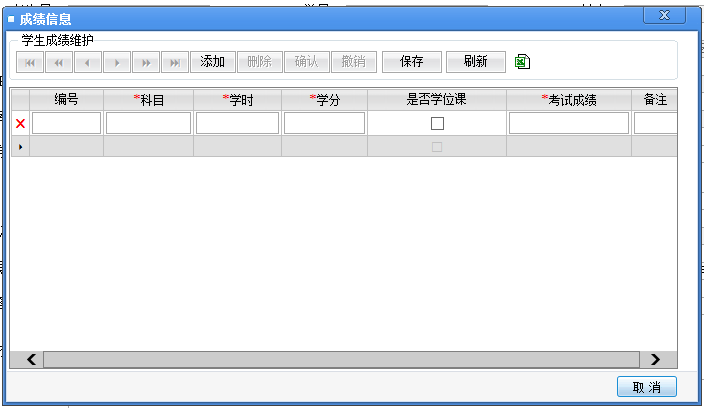 成绩信息
学生成绩维护
添加 删除 确认 撤销 保存 刷新
编号 *科目 *学时 *学分 是否学位课 *考试成绩 备注
取 消